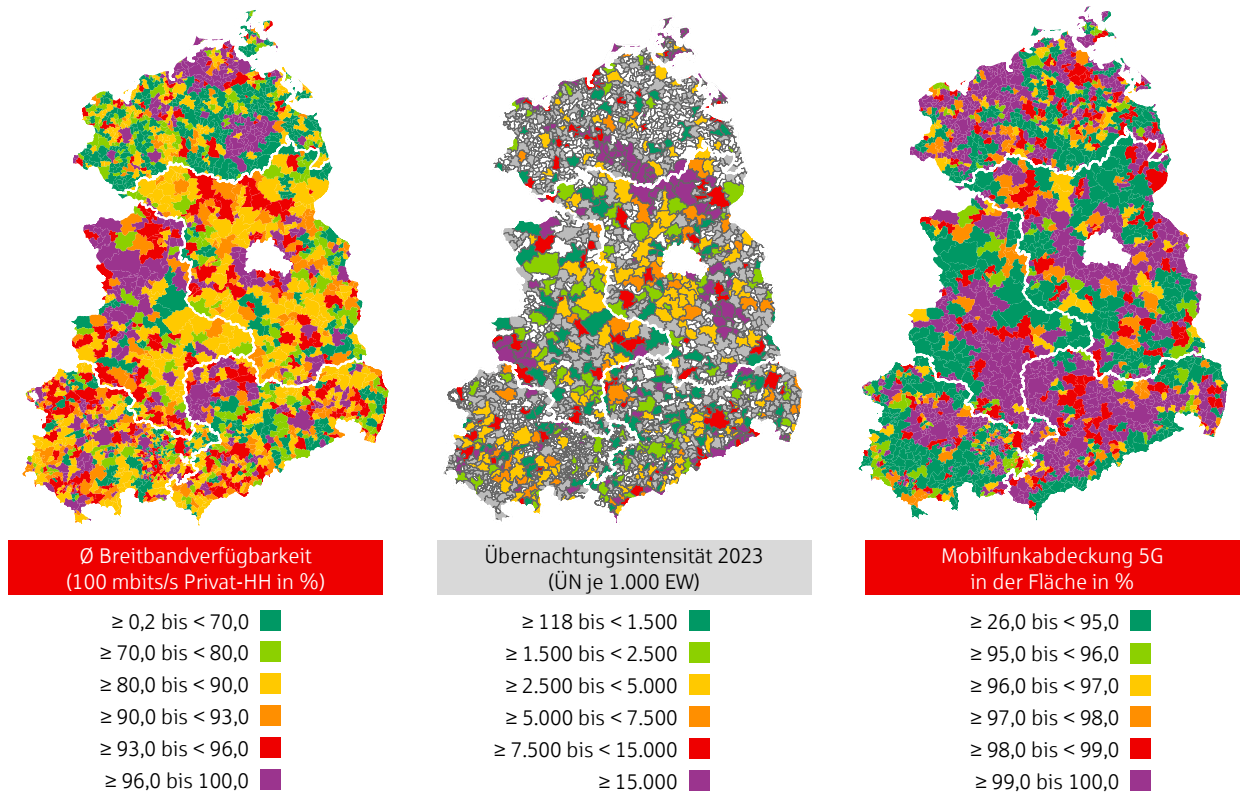 Ø Breitbandverfügbarkeit
(100 mbits/s Privat-HH in %)
≥ 0,2 bis < 70,0
≥ 70,0 bis < 80,0
≥ 80,0 bis < 90,0
≥ 90,0 bis < 93,0
≥ 93,0 bis < 96,0
≥ 96,0 bis 100,0
Übernachtungsintensität 2023
(ÜN je 1.000 EW)
≥ 118 bis < 1.500
≥ 1.500 bis < 2.500
≥ 2.500 bis < 5.000
≥ 5.000 bis < 7.500
≥ 7.500 bis < 15.000
≥ 15.000
Mobilfunkabdeckung 5G
in der Fläche in %
≥ 26,0 bis < 95,0
≥ 95,0 bis < 96,0
≥ 96,0 bis < 97,0
≥ 97,0 bis < 98,0
≥ 98,0 bis < 99,0
≥ 99,0 bis 100,0